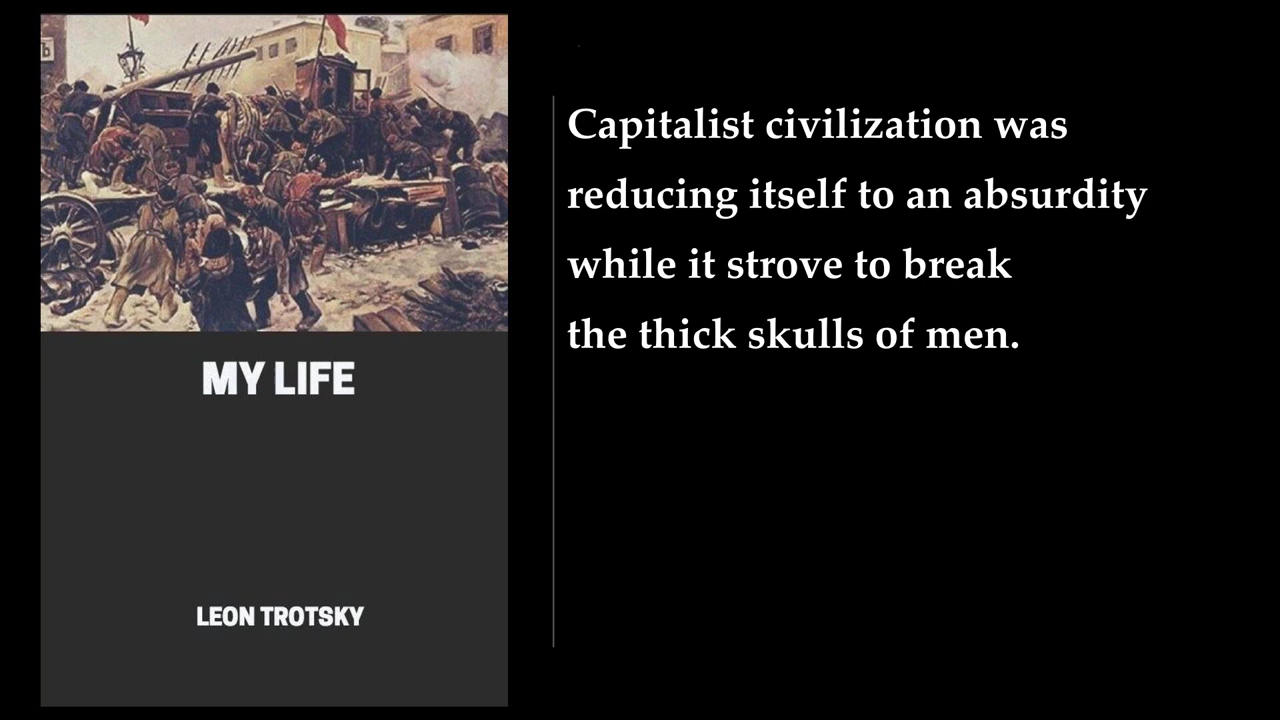 Ъ
MY LIFE
LEON TROTSKY
Capitalist civilization was
reducing itself to an absurdity
while it strove to break
the thick skulls of men.